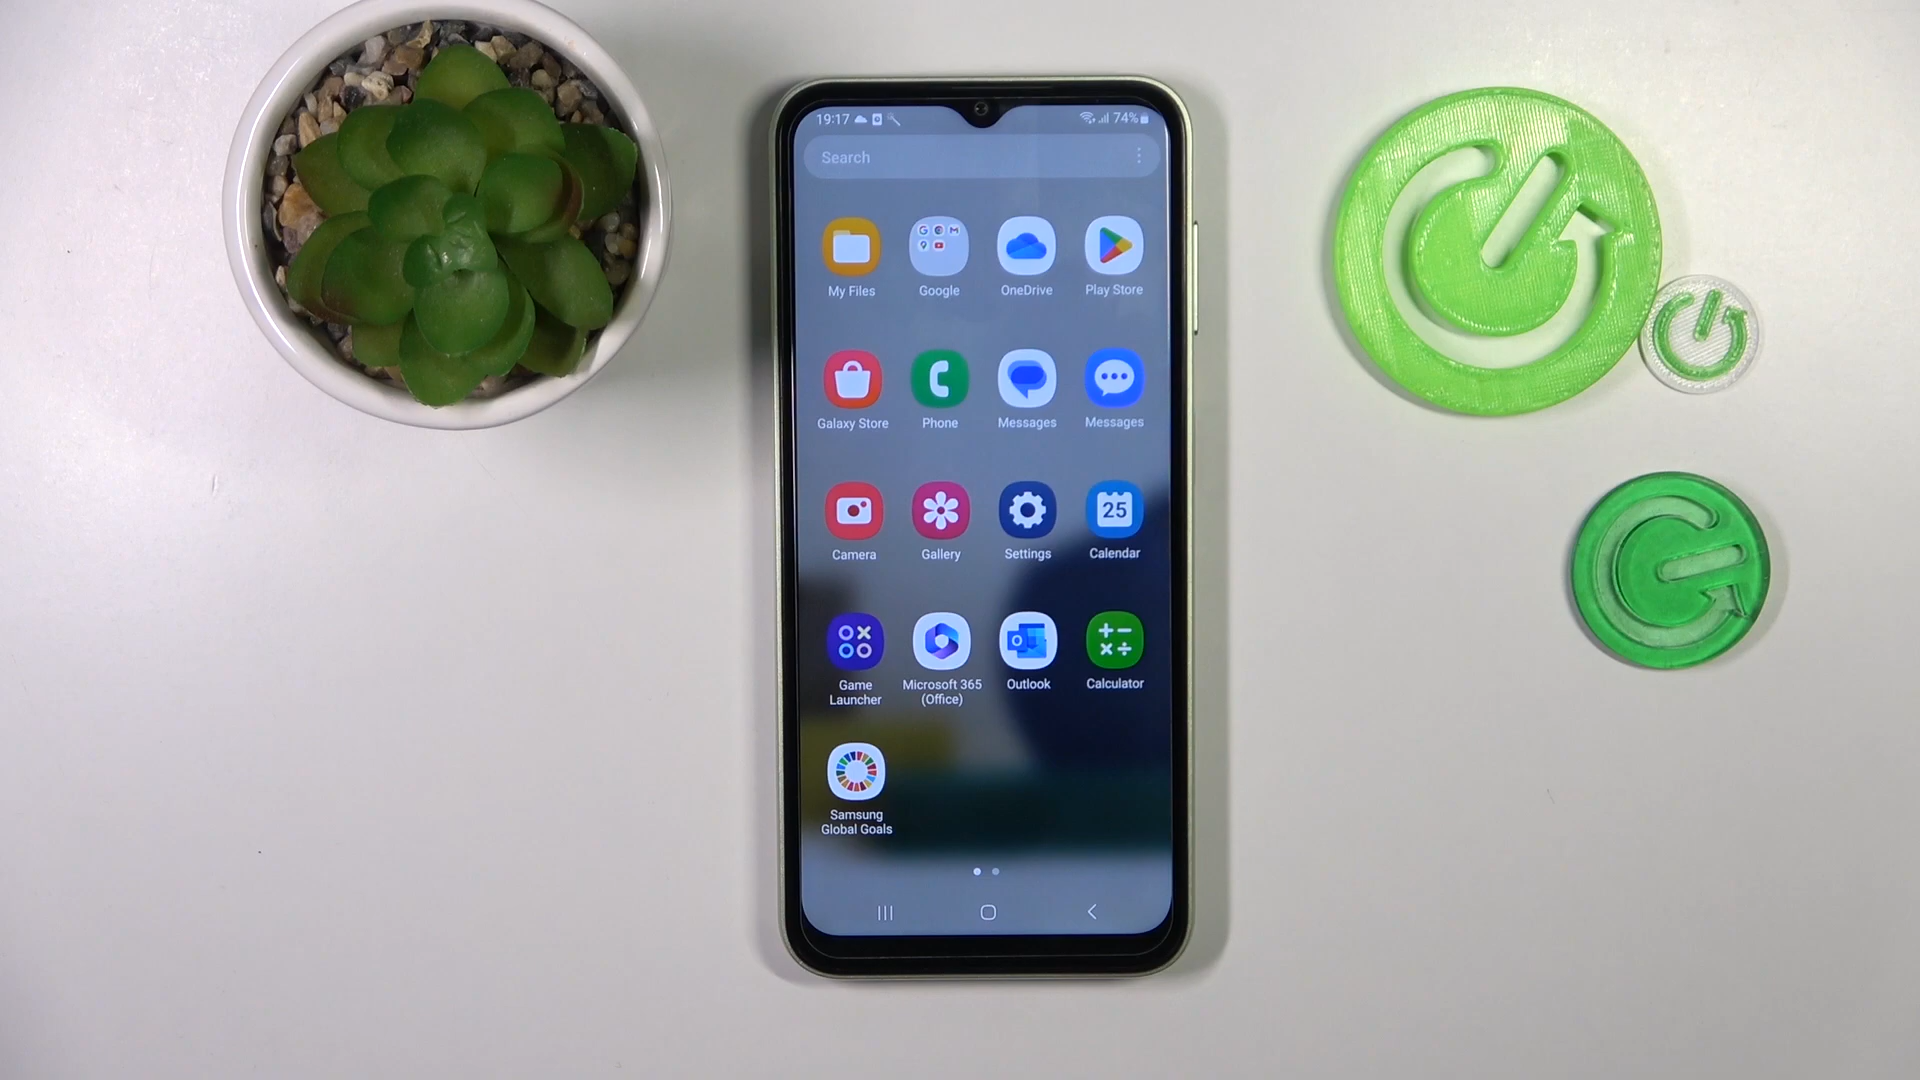 19:17
74%
Search
My Files
Google
OneDrive
Play Store
Galaxy Store
Phone
Messages
Messages
Camera
Gallery
Settings
25
Calendar
Game
Launcher
Microsoft 365
(Office)
Outlook
Calculator
Samsung
Global Goals